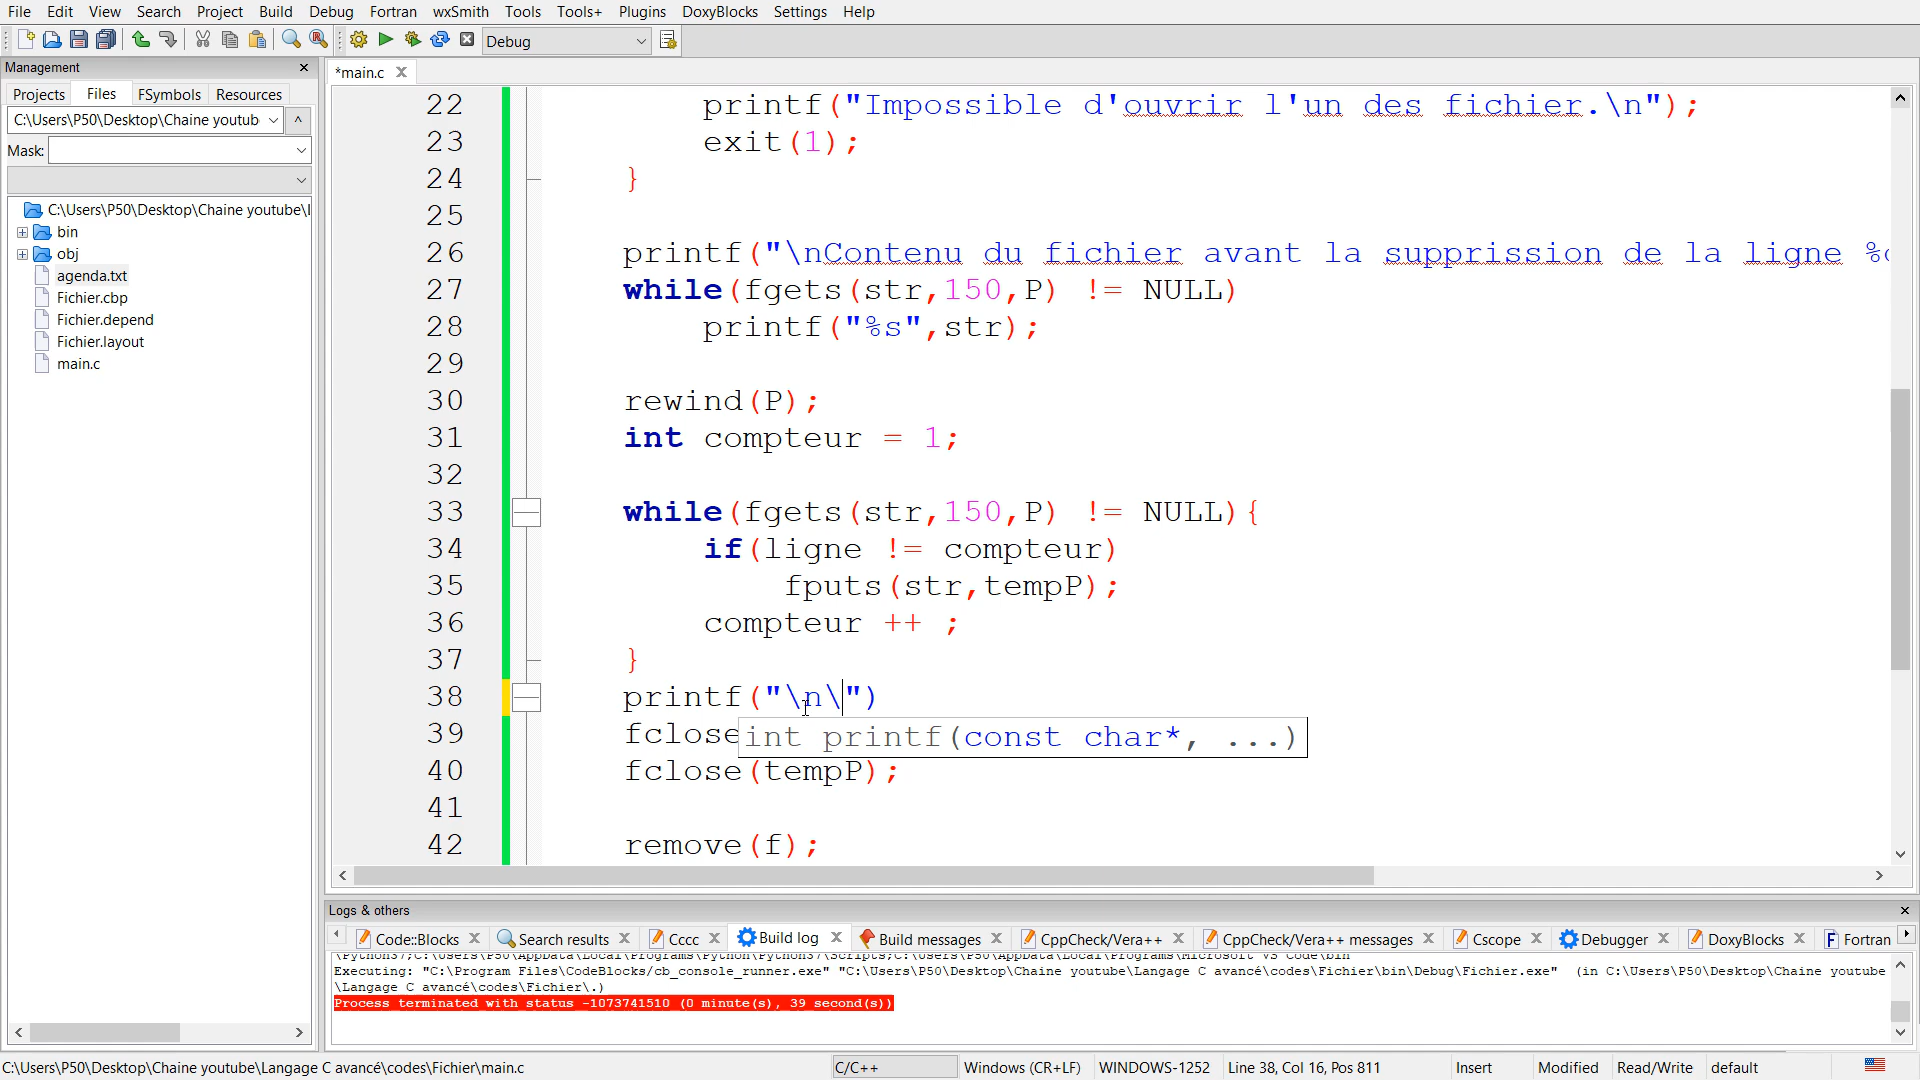 File Edit View Search Project Build Debug Fortran wxSmith Tools Tools+ Plugins DoxyBlocks Settings Help
Debug
Management
*main.c
Projects Files FSymbols Resources
C:\Users\P50\Desktop\Chaine youtub
Mask:
C:\Users\P50\Desktop\Chaine youtube\
bin
obj
agenda.txt
Fichier.cbp
Fichier.depend
Fichier.layout
main.c
22 printf("Impossible d'ouvrir l'un des fichier.\n");
23 exit(1);
24 }
25
26 printf("\nContenu du fichier avant la supprission de la ligne %
27 while(fgets(str,150,P) != NULL)
28 printf("%s",str);
29
30 rewind(P);
31 int compteur = 1;
32
33 while(fgets(str,150,P) != NULL){
34 if(ligne != compteur)
35 fputs(str,tempP);
36 compteur ++ ;
37 }
38 printf("\n\")
39 fclose
int printf(const char*, ...)
40 fclose(tempP);
41
42 remove(f);
Logs & others
Code::Blocks Search results Cccc Build log Build messages CppCheck/Vera++ CppCheck/Vera++ messages Cscope Debugger DoxyBlocks Fortran
\Python37;C:\Users\P50\AppData\Local\Programs\Python\Python37\Scripts;C:\Users\P50\AppData\Local\Programs\Microsoft VS Code\bin
Executing: "C:\Program Files\CodeBlocks/cb_console_runner.exe" "C:\Users\P50\Desktop\Chaine youtube\Langage C avancé\codes\Fichier\bin\Debug\Fichier.exe" (in C:\Users\P50\Desktop\Chaine youtube
\Langage C avancé\codes\Fichier\.)
Process terminated with status -1073741510 (0 minute(s), 39 second(s))
C:\Users\P50\Desktop\Chaine youtube\Langage C avancé\codes\Fichier\main.c C/C++ Windows (CR+LF) WINDOWS-1252 Line 38, Col 16, Pos 811 Insert Modified Read/Write default